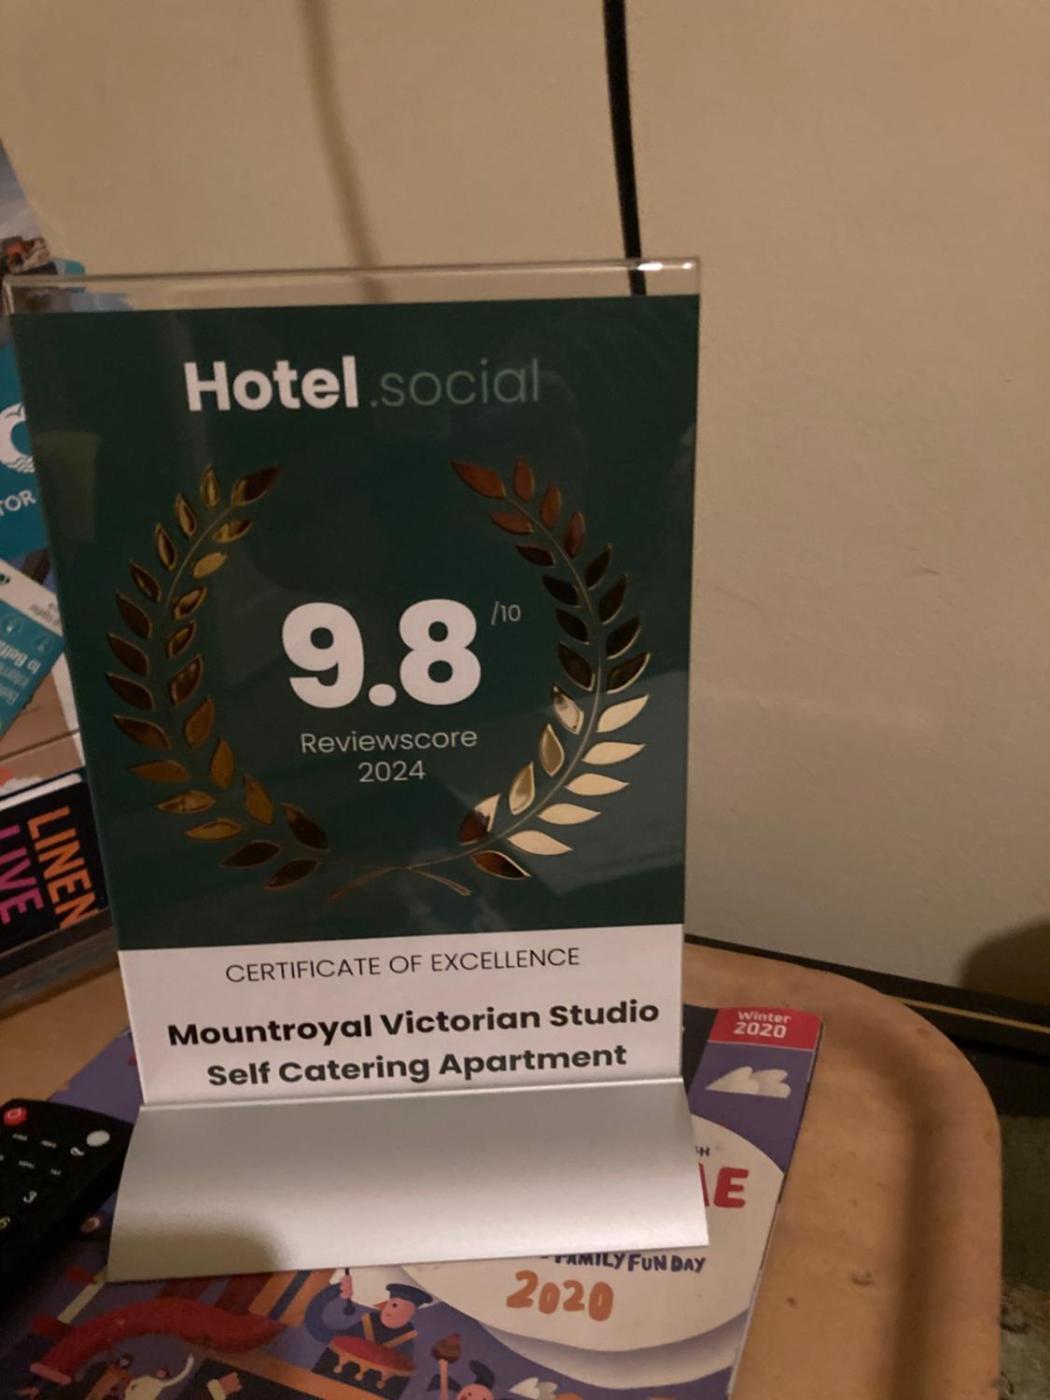 Hotel.social
9.8 /10
Reviewscore
2024
CERTIFICATE OF EXCELLENCE
Mountroyal Victorian Studio
Self Catering Apartment
Winter
2020
FAMILY FUN DAY
2020
LINEN
LIVE
3